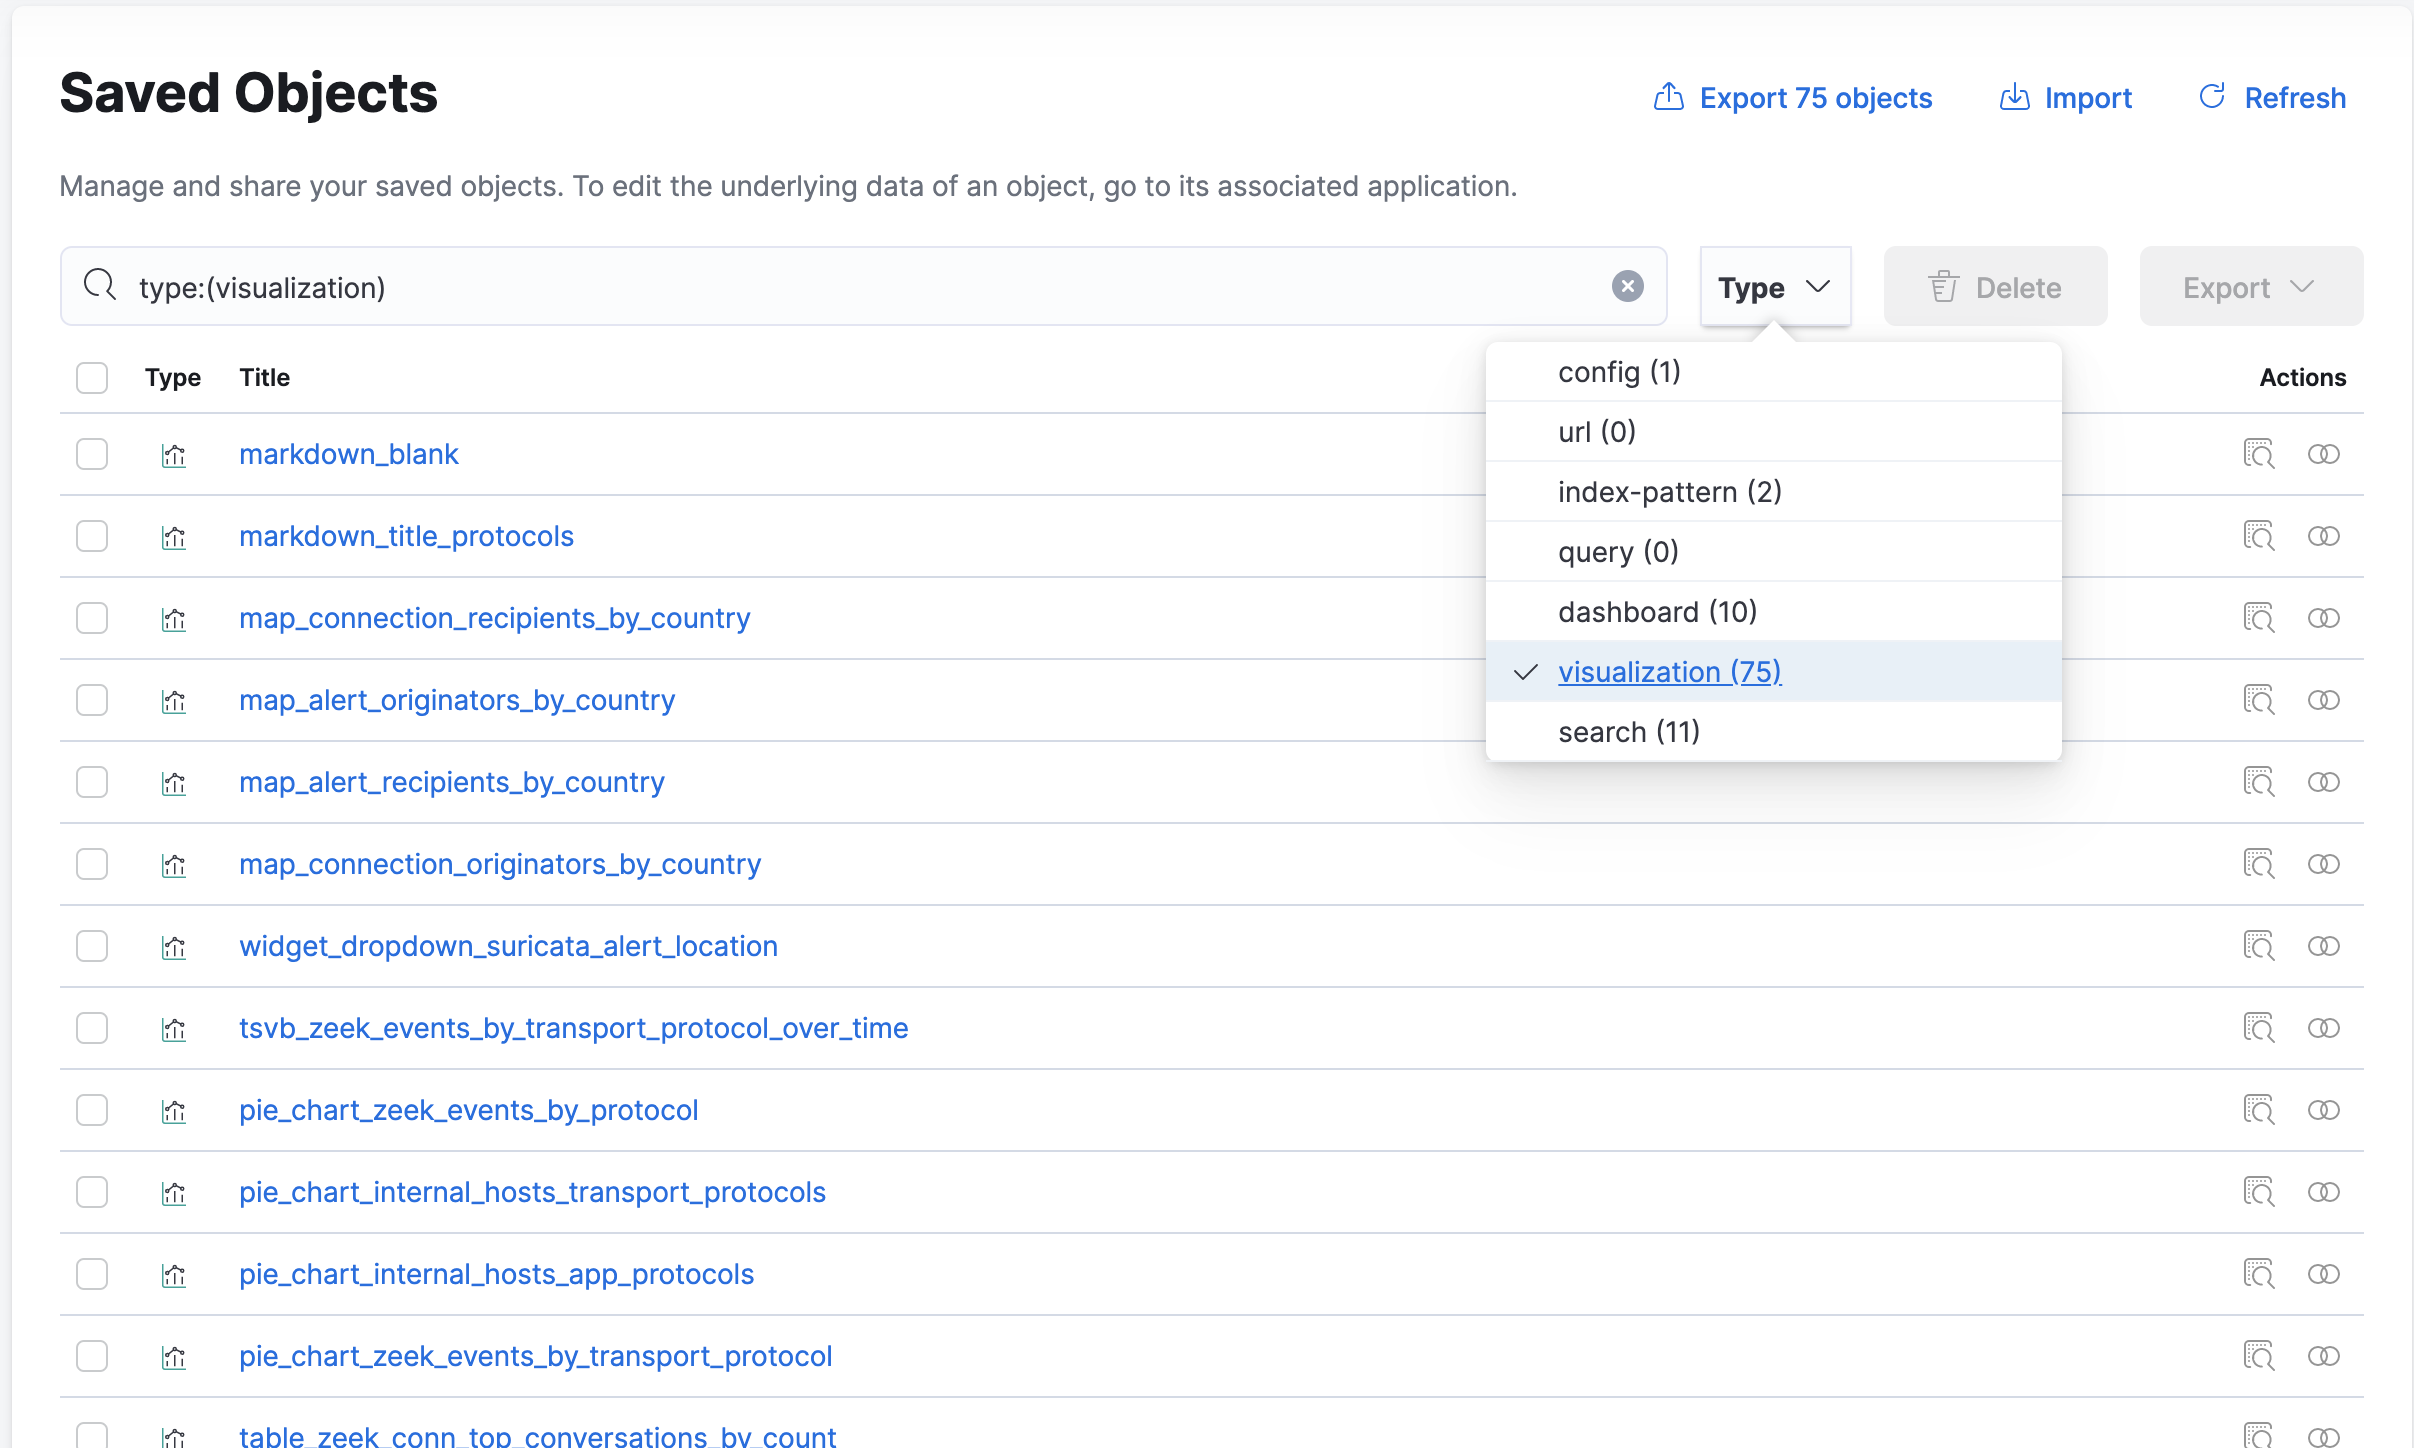 Saved Objects
Export 75 objects
Import
Refresh
Manage and share your saved objects. To edit the underlying data of an object, go to its associated application.
type:(visualization)
Type
Delete
Export
Type
Title
Actions
config (1)
url (0)
index-pattern (2)
query (0)
dashboard (10)
visualization (75)
search (11)
markdown_blank
markdown_title_protocols
map_connection_recipients_by_country
map_alert_originators_by_country
map_alert_recipients_by_country
map_connection_originators_by_country
widget_dropdown_suricata_alert_location
tsvb_zeek_events_by_transport_protocol_over_time
pie_chart_zeek_events_by_protocol
pie_chart_internal_hosts_transport_protocols
pie_chart_internal_hosts_app_protocols
pie_chart_zeek_events_by_transport_protocol
table_zeek_conn_top_conversations_by_count